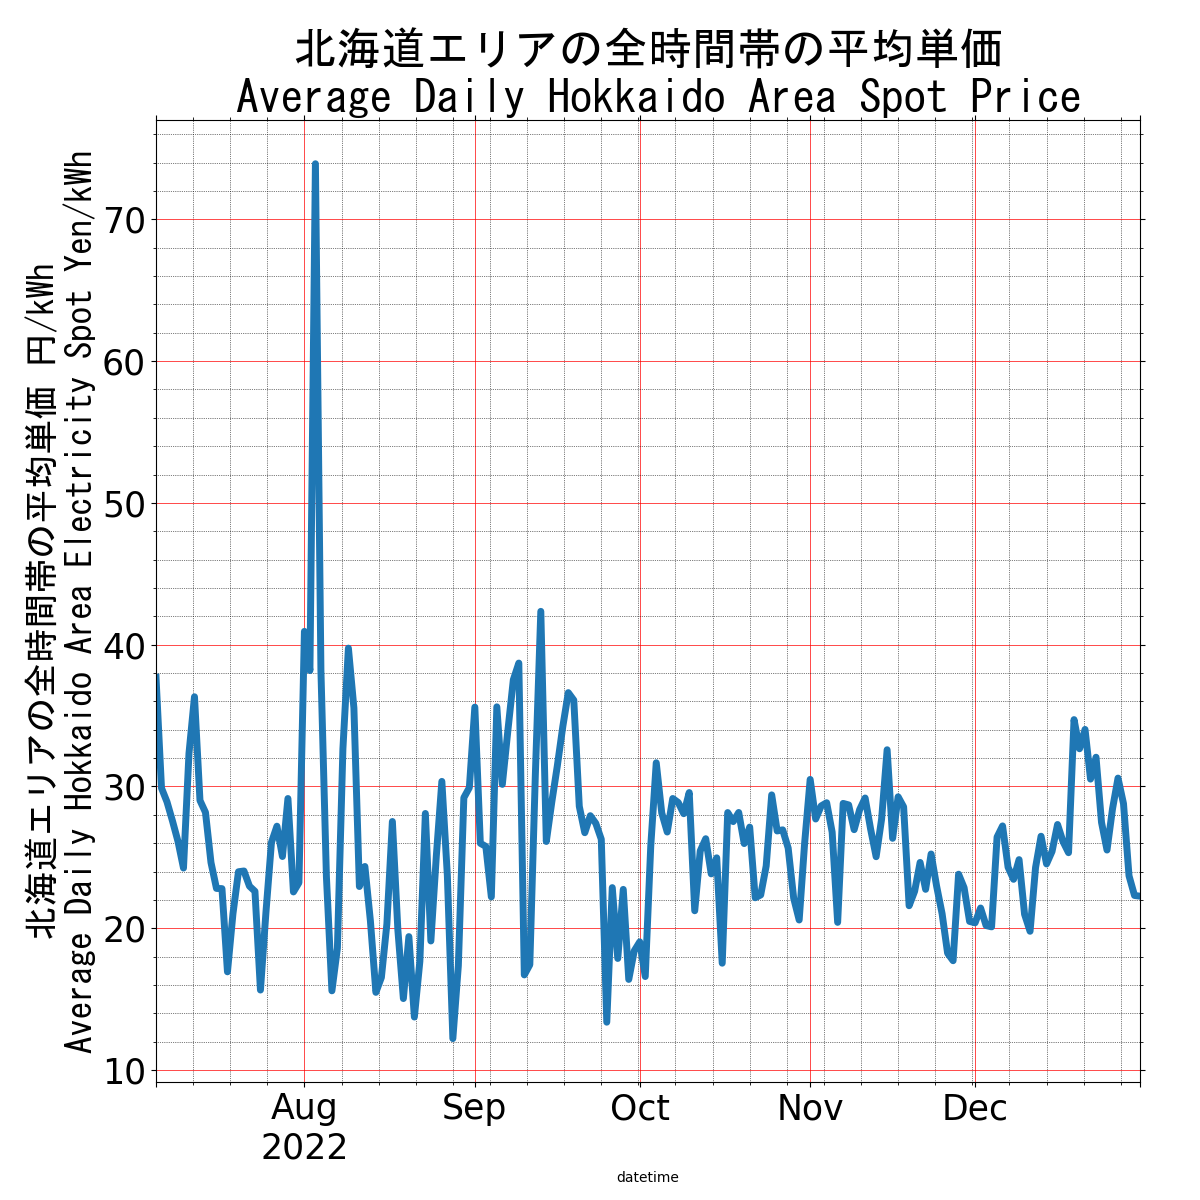 北海道エリアの全時間帯の平均単価
Average Daily Hokkaido Area Spot Price
北海道エリアの全時間帯の平均単価 円/kWh
Average Daily Hokkaido Area Electricity Spot Yen/kWh
70
60
50
40
30
20
10
Aug
2022
Sep
Oct
Nov
Dec
datetime